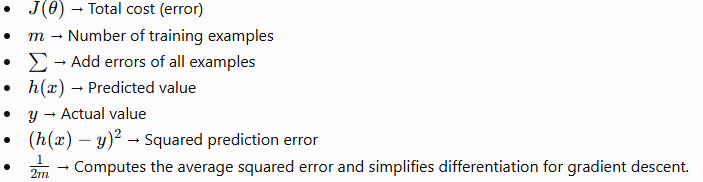 • J(θ) → Total cost (error)
• m → Number of training examples
• ∑ → Add errors of all examples
• h(x) → Predicted value
• y → Actual value
• (h(x) − y)² → Squared prediction error
• 1/2m → Computes the average squared error and simplifies differentiation for gradient descent.